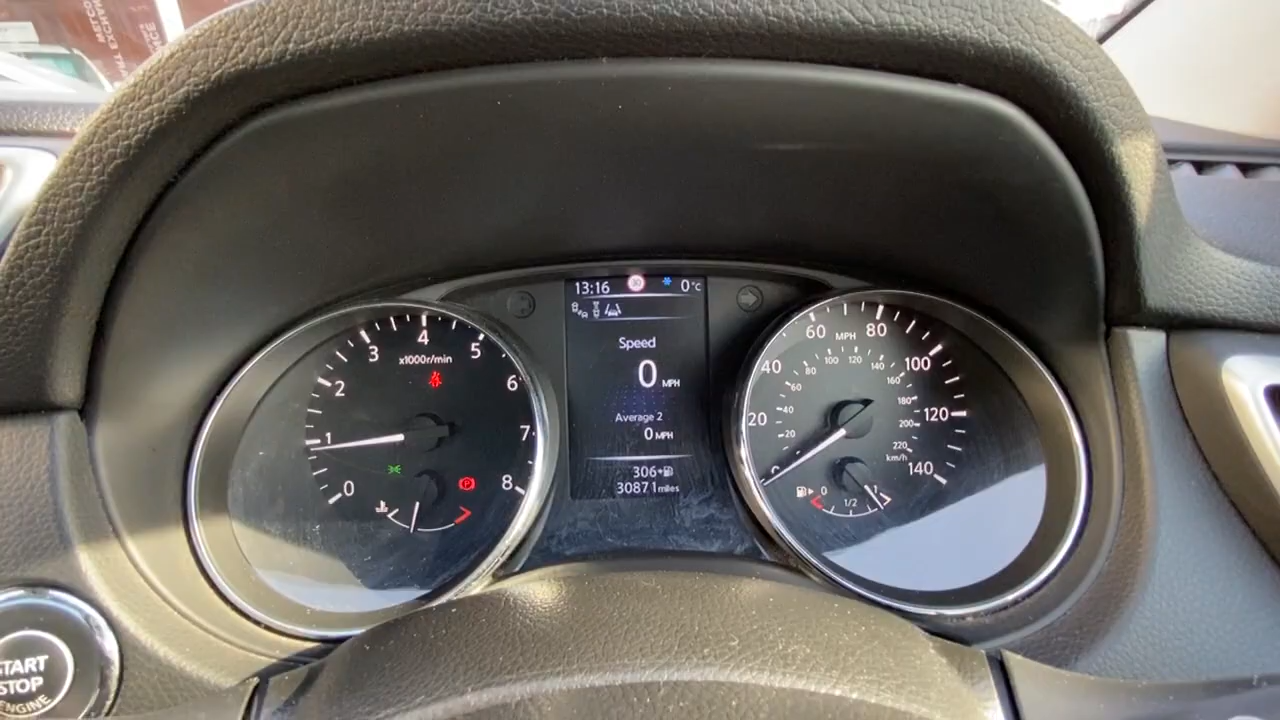 13:16 30 0°C
Speed
0 MPH
Average 2
0 MPH
306
30871 miles
0 1 2 3 4 5 6 7 8
x1000r/min
P
20 40 60 80 100 120 140
MPH
20 40 60 80 100 120 140 160 180 200 220
km/h
0 1/2 1
START
STOP
ENGINE